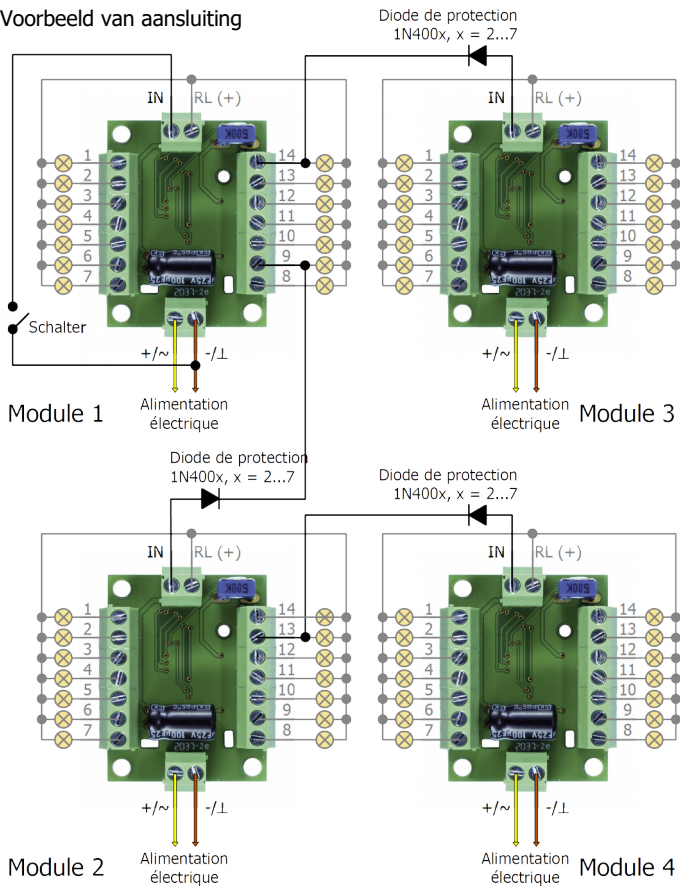 Voorbeeld van aansluiting
Diode de protection
1N400x, x = 2...7
IN
RL (+)
IN
RL (+)
1
2
3
4
5
6
7
14
13
12
11
10
9
8
1
2
3
4
5
6
7
14
13
12
11
10
9
8
Schalter
+/~
-/⊥
+/~
-/⊥
Module 1
Alimentation
électrique
Alimentation
électrique
Module 3
Diode de protection
1N400x, x = 2...7
Diode de protection
1N400x, x = 2...7
IN
RL (+)
IN
RL (+)
1
2
3
4
5
6
7
14
13
12
11
10
9
8
1
2
3
4
5
6
7
14
13
12
11
10
9
8
+/~
-/⊥
+/~
-/⊥
Module 2
Alimentation
électrique
Alimentation
électrique
Module 4